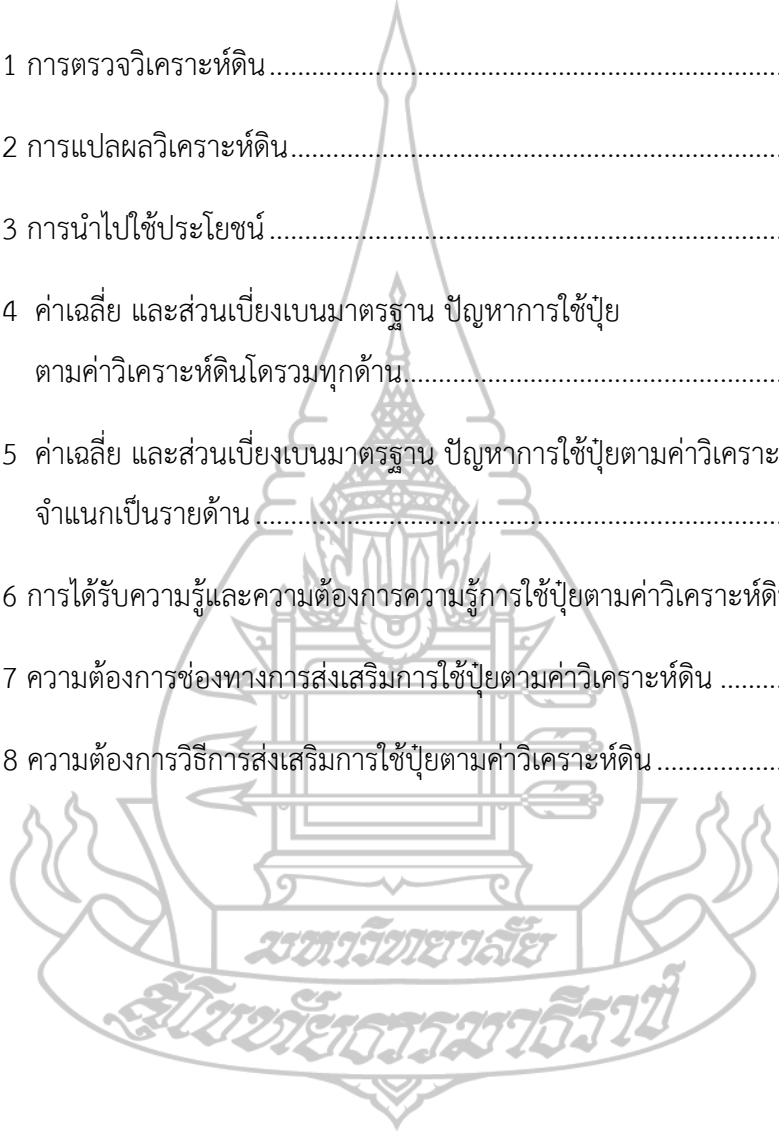 1 การตรวจวิเคราะห์ดิน........................................................................
2 การแปลผลวิเคราะห์ดิน.....................................................................
3 การนำไปใช้ประโยชน์........................................................................
4 ค่าเฉลี่ย และส่วนเบี่ยงเบนมาตรฐาน ปัญหาการใช้ปุ๋ย
ตามค่าวิเคราะห์ดินโดรวมทุกด้าน.....................................................
5 ค่าเฉลี่ย และส่วนเบี่ยงเบนมาตรฐาน ปัญหาการใช้ปุ๋ยตามค่าวิเคราะ
จำแนกเป็นรายด้าน..........................................................................
6 การได้รับความรู้และความต้องการความรู้การใช้ปุ๋ยตามค่าวิเคราะห์ดิ
7 ความต้องการช่องทางการส่งเสริมการใช้ปุ๋ยตามค่าวิเคราะห์ดิน.........
8 ความต้องการวิธีการส่งเสริมการใช้ปุ๋ยตามค่าวิเคราะห์ดิน.................
มหาวิทยาลัย
สุโขทัยธรรมาธิราช